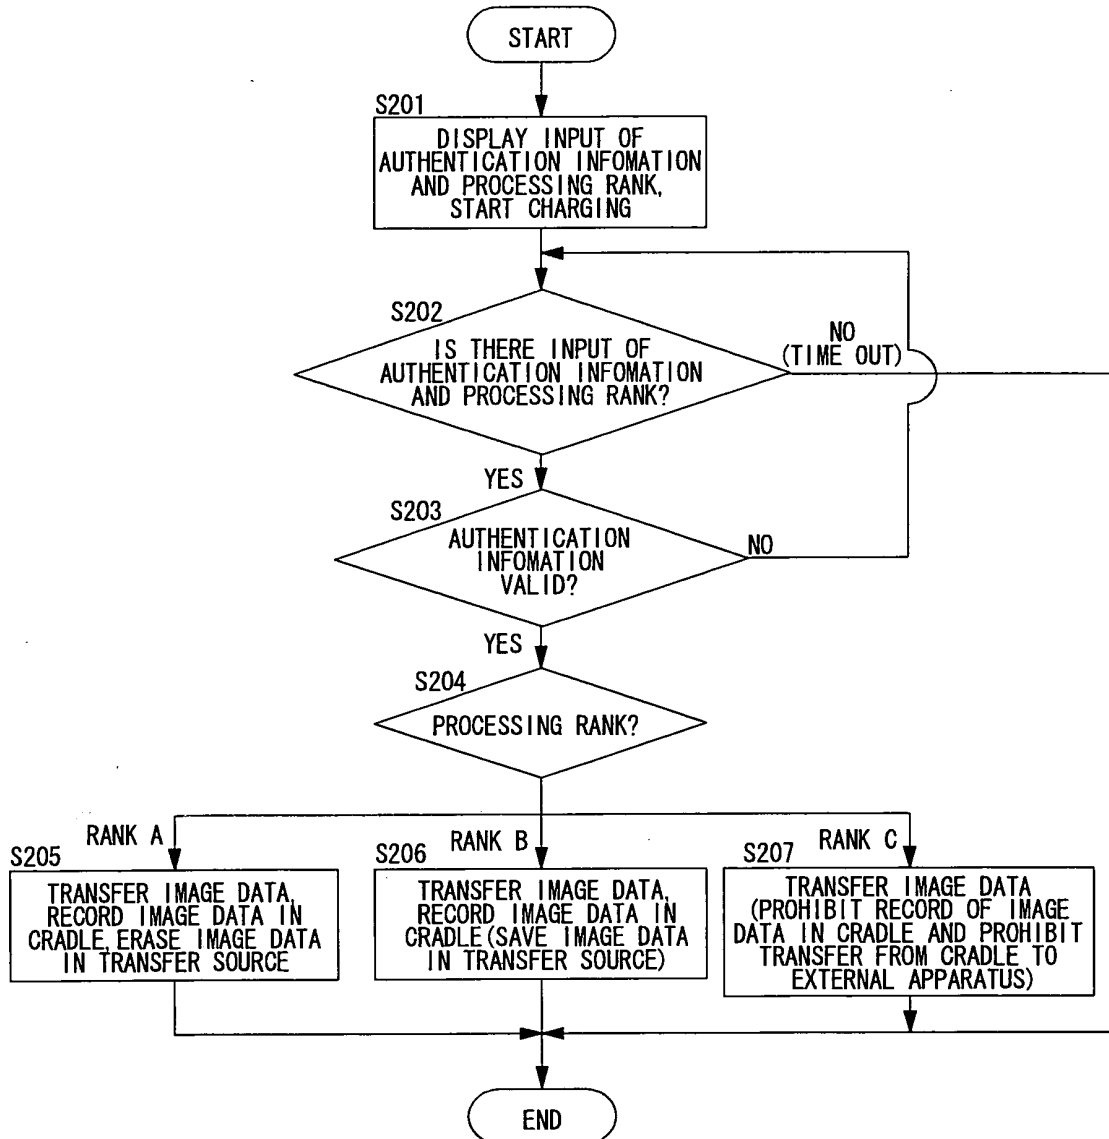 START
S201
DISPLAY INPUT OF
AUTHENTICATION INFOMATION
AND PROCESSING RANK,
START CHARGING
S202
IS THERE INPUT OF
AUTHENTICATION INFOMATION
AND PROCESSING RANK?
NO
(TIME OUT)
YES
S203
AUTHENTICATION
INFOMATION
VALID?
NO
YES
S204
PROCESSING RANK?
RANK A
RANK B
RANK C
S205
TRANSFER IMAGE DATA,
RECORD IMAGE DATA IN
CRADLE, ERASE IMAGE DATA
IN TRANSFER SOURCE
S206
TRANSFER IMAGE DATA,
RECORD IMAGE DATA IN
CRADLE (SAVE IMAGE DATA
IN TRANSFER SOURCE)
S207
TRANSFER IMAGE DATA
(PROHIBIT RECORD OF IMAGE
DATA IN CRADLE AND PROHIBIT
TRANSFER FROM CRADLE TO
EXTERNAL APPARATUS)
END